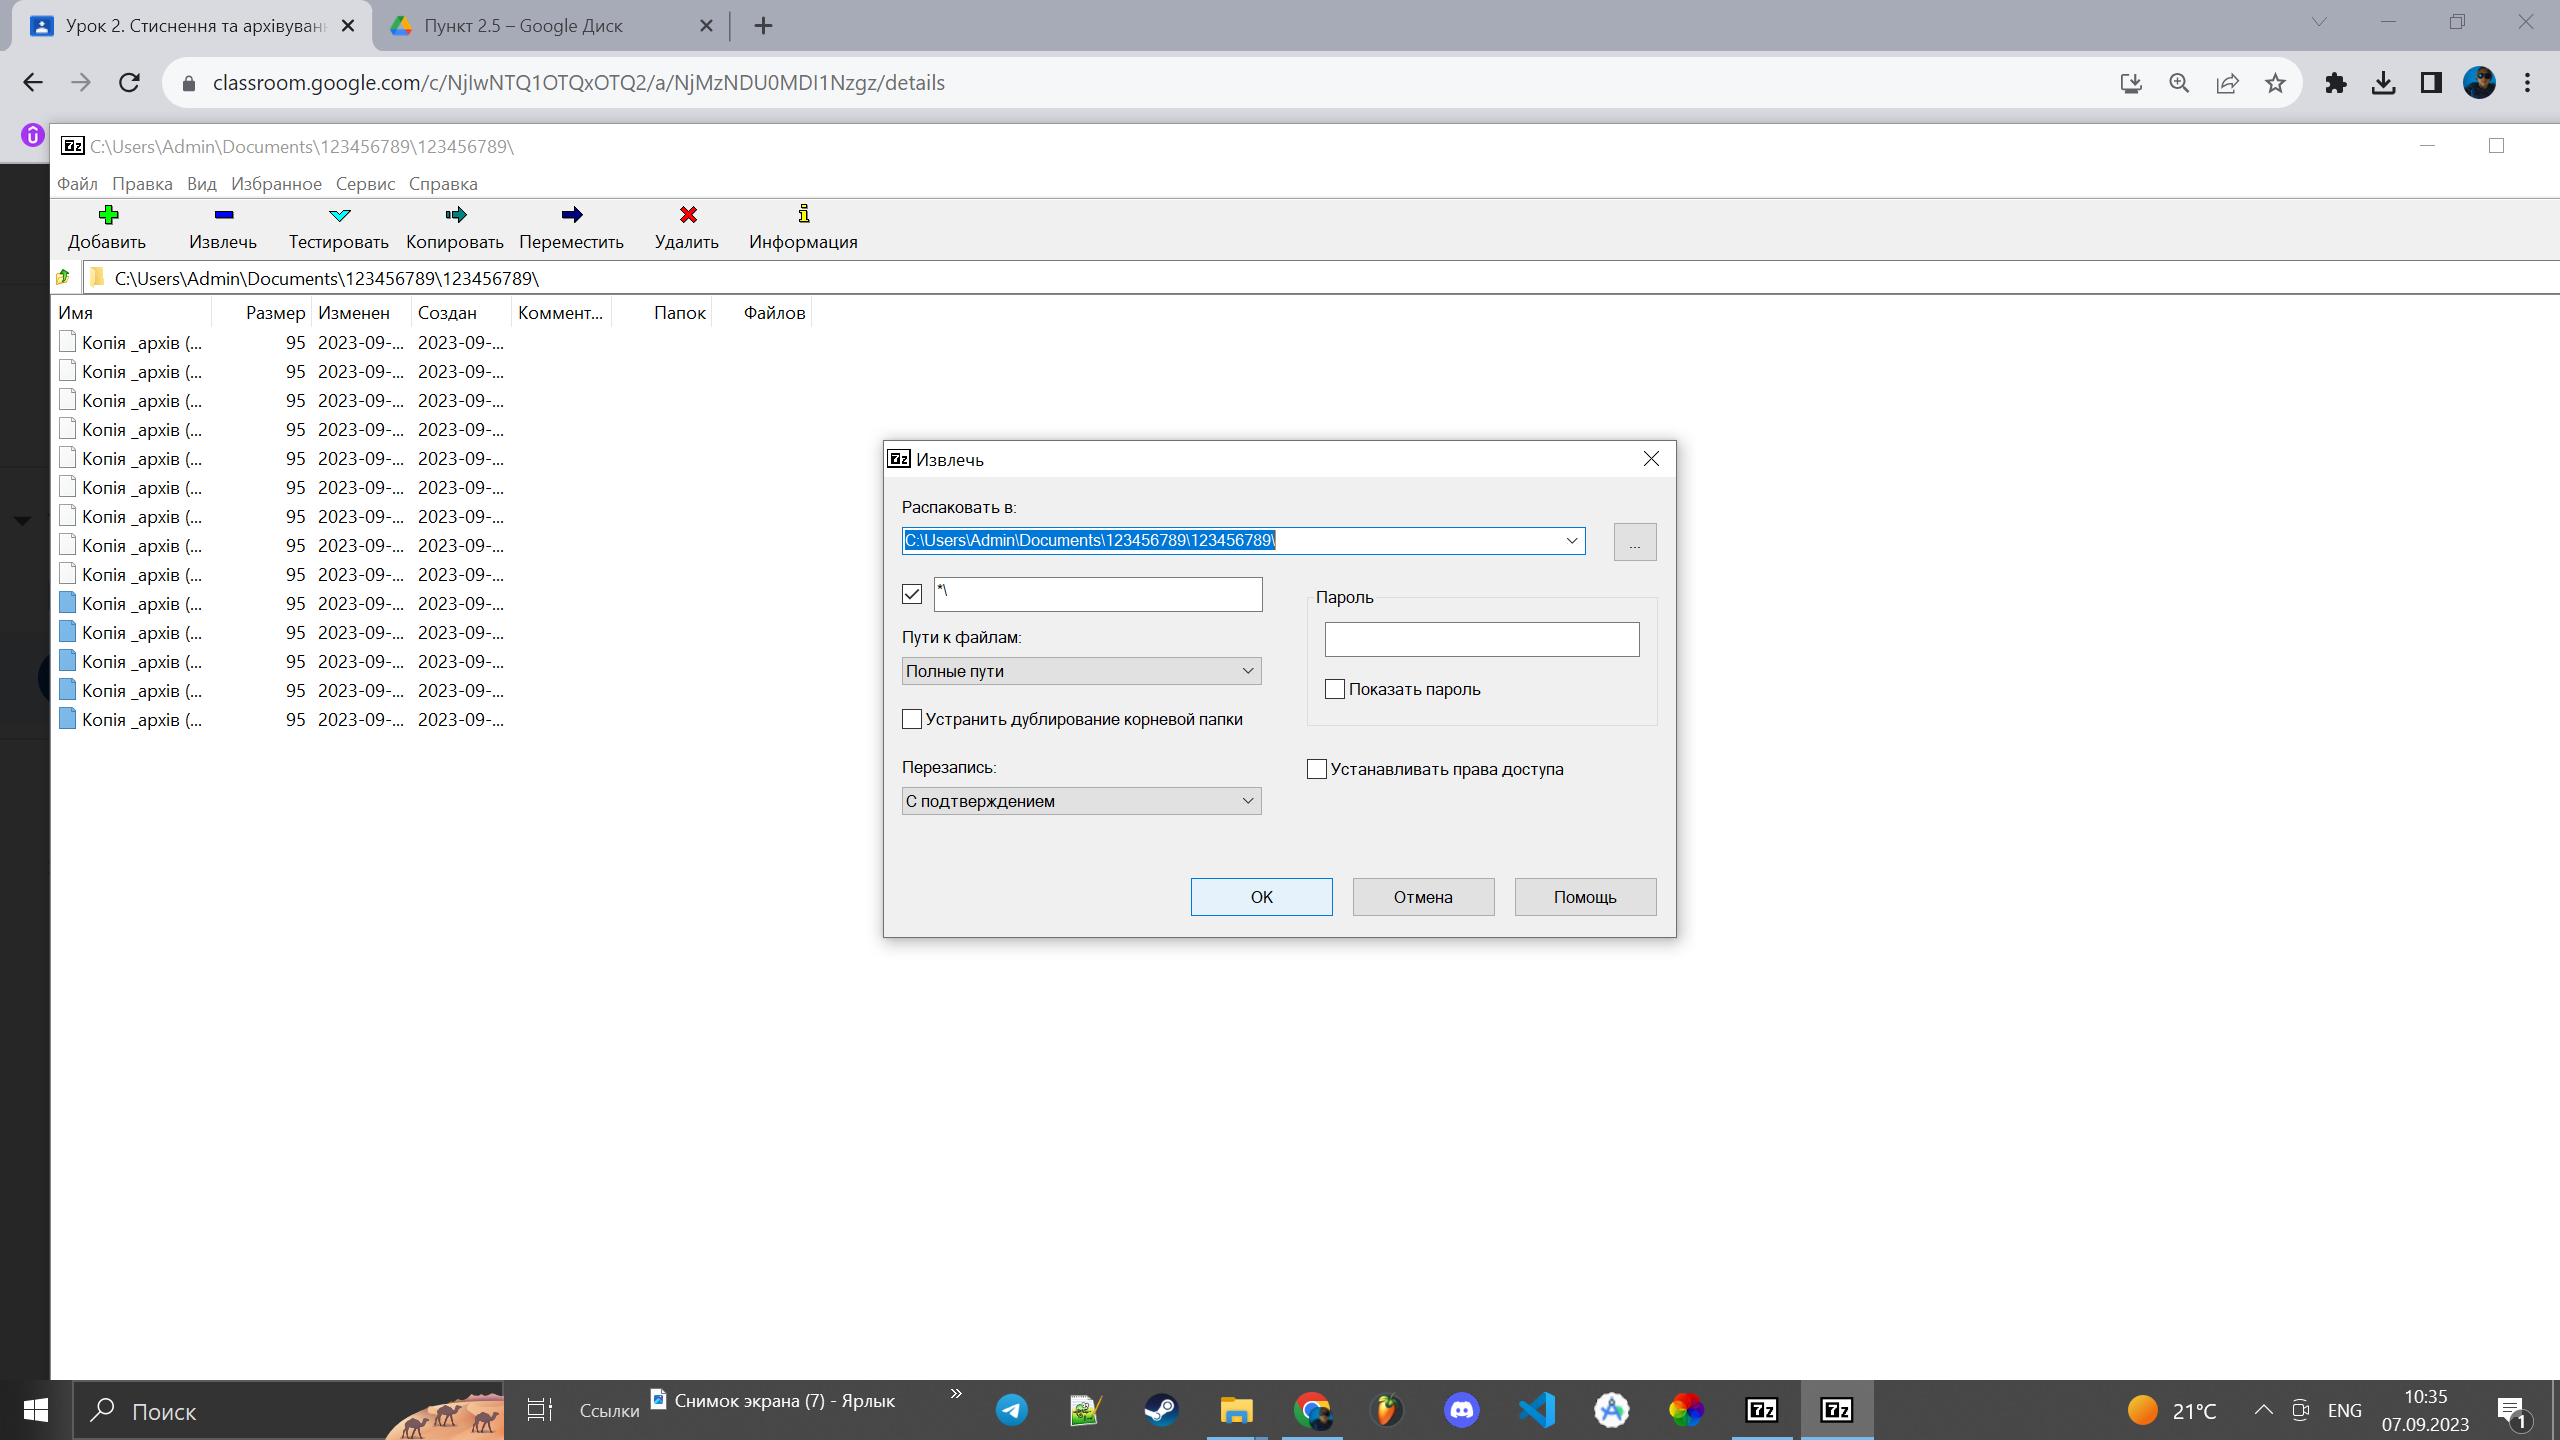 Урок 2. Стиснення та архівуванн
Пункт 2.5 – Google Диск
classroom.google.com/c/NjIwNTQ1OTQxOTQ2/a/NjMzNDU0MDI1Nzgz/details
7z C:\Users\Admin\Documents\123456789\123456789\
Файл Правка Вид Избранное Сервис Справка
Добавить Извлечь Тестировать Копировать Переместить Удалить Информация
C:\Users\Admin\Documents\123456789\123456789\
Имя Размер Изменен Создан Коммент... Папок Файлов
Копія _архів (... 95 2023-09-... 2023-09-...
Копія _архів (... 95 2023-09-... 2023-09-...
Копія _архів (... 95 2023-09-... 2023-09-...
Копія _архів (... 95 2023-09-... 2023-09-...
Копія _архів (... 95 2023-09-... 2023-09-...
Копія _архів (... 95 2023-09-... 2023-09-...
Копія _архів (... 95 2023-09-... 2023-09-...
Копія _архів (... 95 2023-09-... 2023-09-...
Копія _архів (... 95 2023-09-... 2023-09-...
Копія _архів (... 95 2023-09-... 2023-09-...
Копія _архів (... 95 2023-09-... 2023-09-...
Копія _архів (... 95 2023-09-... 2023-09-...
Копія _архів (... 95 2023-09-... 2023-09-...
Копія _архів (... 95 2023-09-... 2023-09-...
7z Извлечь
Распаковать в:
C:\Users\Admin\Documents\123456789\123456789\
...
*\
Пути к файлам:
Полные пути
Устранить дублирование корневой папки
Перезапись:
С подтверждением
Пароль
Показать пароль
Устанавливать права доступа
OK Отмена Помощь
Поиск
Ссылки
Снимок экрана (7) - Ярлык
»
7z
7z
21°C
ENG
10:35
07.09.2023
1